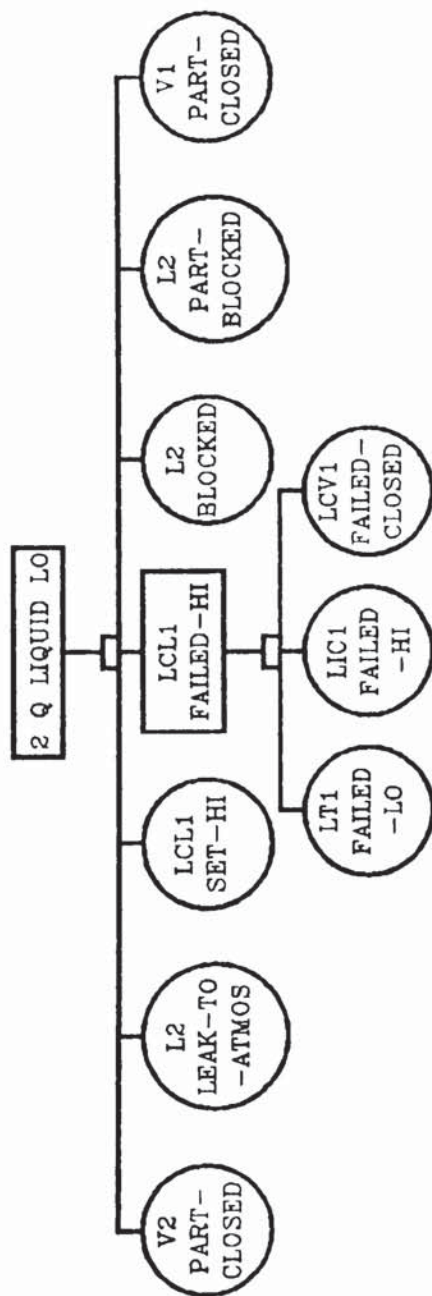 2 Q LIQUID LO
V2
PART-
CLOSED
L2
LEAK-TO
-ATMOS
LCL1
SET-HI
LCL1
FAILED-HI
L2
BLOCKED
L2
PART-
BLOCKED
V1
PART-
CLOSED
LT1
FAILED
-LO
LIC1
FAILED
-HI
LCV1
FAILED-
CLOSED